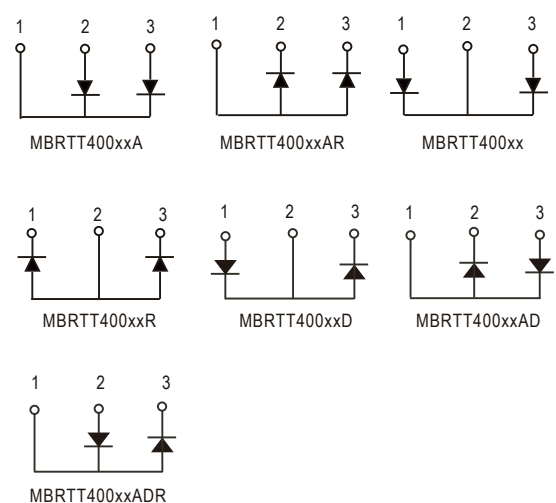 1 2 3
1 2 3
1 2 3
MBRTT400xxA
MBRTT400xxAR
MBRTT400xx
1 2 3
1 2 3
1 2 3
MBRTT400xxR
MBRTT400xxD
MBRTT400xxAD
1 2 3
MBRTT400xxADR